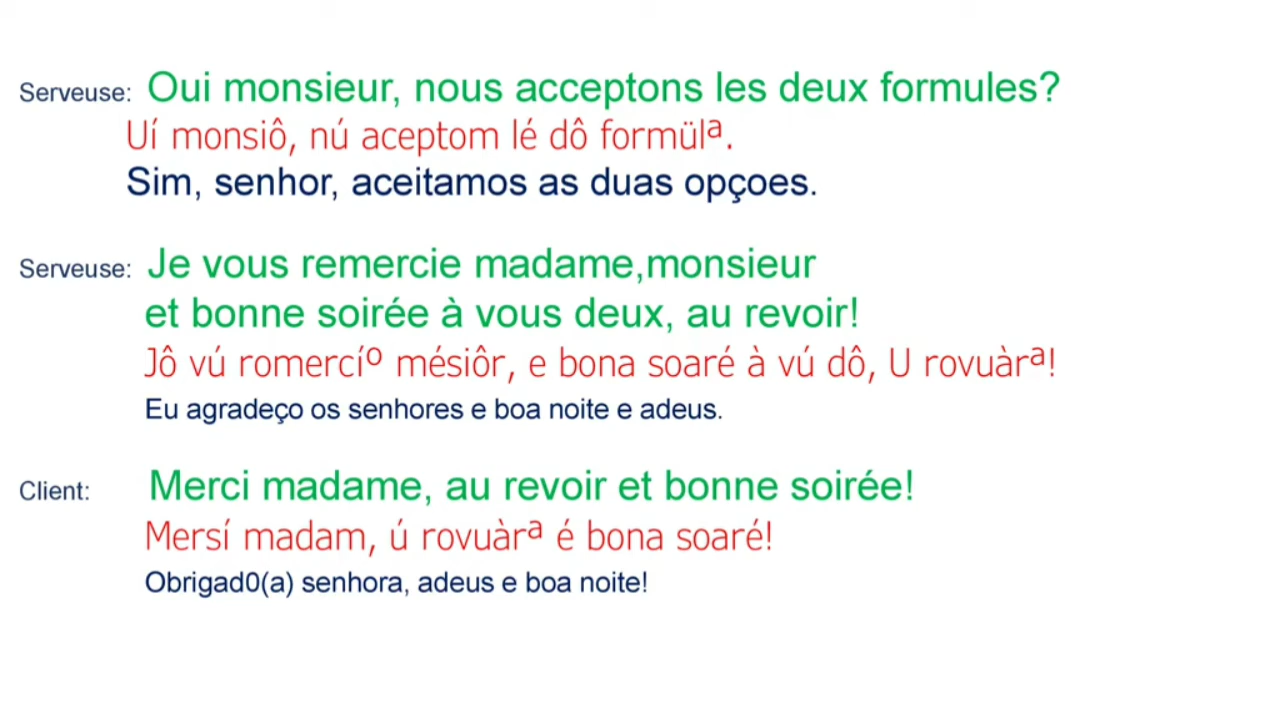 Serveuse: Oui monsieur, nous acceptons les deux formules?
Uí monsiô, nú aceptom lé dô formülª.
Sim, senhor, aceitamos as duas opçoes.
Serveuse: Je vous remercie madame,monsieur
et bonne soirée à vous deux, au revoir!
Jô vú romercíº mésiôr, e bona soaré à vú dô, U rovuàrª!
Eu agradeço os senhores e boa noite e adeus.
Client: Merci madame, au revoir et bonne soirée!
Mersí madam, ú rovuàrª é bona soaré!
Obrigad0(a) senhora, adeus e boa noite!